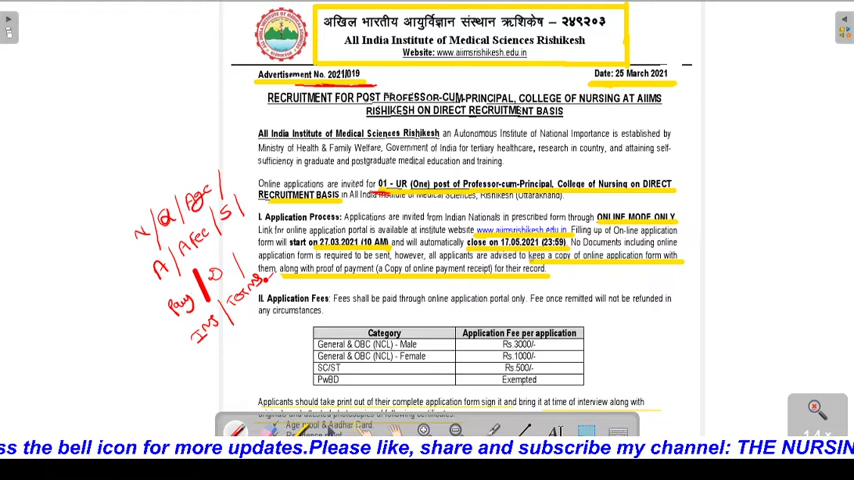 अखिल भारतीय आयुर्विज्ञान संस्थान ऋषिकेश – २४९२०३
All India Institute of Medical Sciences Rishikesh
Website: www.aiimsrishikesh.edu.in
Advertisement No. 2021/019
Date: 25 March 2021
RECRUITMENT FOR POST PROFESSOR-CUM-PRINCIPAL, COLLEGE OF NURSING AT AIIMS
RISHIKESH ON DIRECT RECRUITMENT BASIS
All India Institute of Medical Sciences Rishikesh an Autonomous Institute of National Importance is established by
Ministry of Health & Family Welfare, Government of India for tertiary healthcare, research in country, and attaining self-
sufficiency in graduate and postgraduate medical education and training.
Online applications are invited for 01 - UR (One) post of Professor-cum-Principal, College of Nursing on DIRECT
RECRUITMENT BASIS in All India Institute of Medical Sciences, Rishikesh (Uttarakhand).
I. Application Process: Applications are invited from Indian Nationals in prescribed form through ONLINE MODE ONLY
Link for online application portal is available at institute website www.aiimsrishikesh.edu.in. Filling up of On-line application
form will start on 27.03.2021 (10 AM) and will automatically close on 17.05.2021 (23:59). No Documents including online
application form is required to be sent, however, all applicants are advised to keep a copy of online application form with
them, along with proof of payment (a Copy of online payment receipt) for their record.
N/Q/Age/
A/A Fee/S/
Pay/D/
Ins/Terms
II. Application Fees: Fees shall be paid through online application portal only. Fee once remitted will not be refunded in
any circumstances.
Category Application Fee per application
General & OBC (NCL) - Male Rs.3000/-
General & OBC (NCL) - Female Rs.1000/-
SC/ST Rs.500/-
PwBD Exempted
Applicants should take print out of their complete application form sign it and bring it at time of interview along with
Age proof & Aadhar Card.
ss the bell icon for more updates.Please like, share and subscribe my channel: THE NURSIN